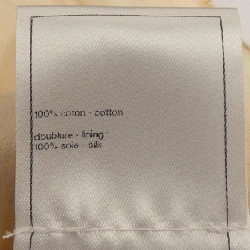 100% coton - cotton
doublure - lining :
100% soie - silk